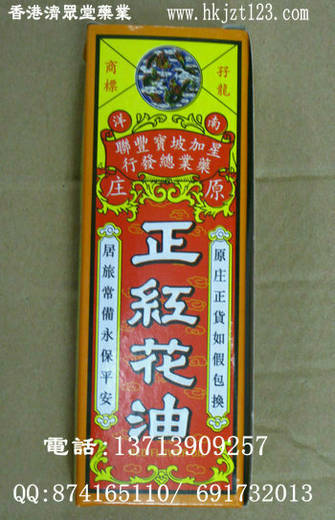 香港濟眾堂藥業 www.hkjzt123.com
孖龍
商標
南洋
星加坡寶豐聯
藥業總發行
原庄
正紅花油
原庄正貨如假包換
居旅常備永保平安
電話:13713909257
QQ:874165110/ 691732013